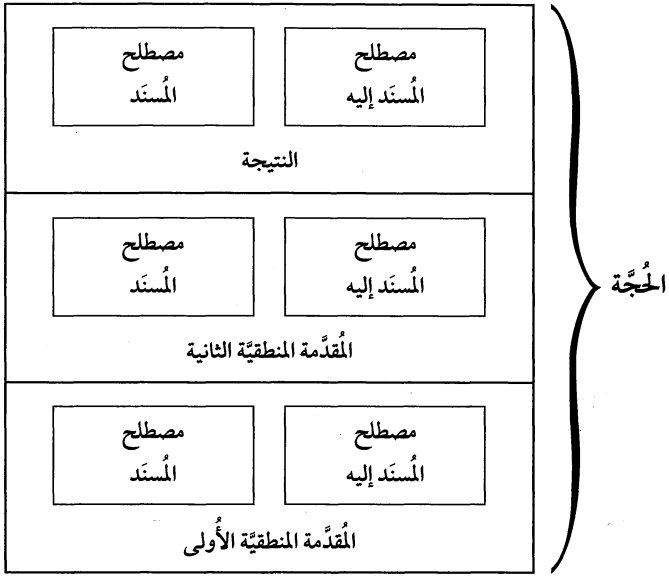 مصطلح
المُسنَد إليه
مصطلح
المُسنَد
النتيجة
مصطلح
المُسنَد إليه
مصطلح
المُسنَد
المُقدَّمة المنطقيَّة الثانية
مصطلح
المُسنَد إليه
مصطلح
المُسنَد
المُقدَّمة المنطقيَّة الأُولى
الحُجَّة